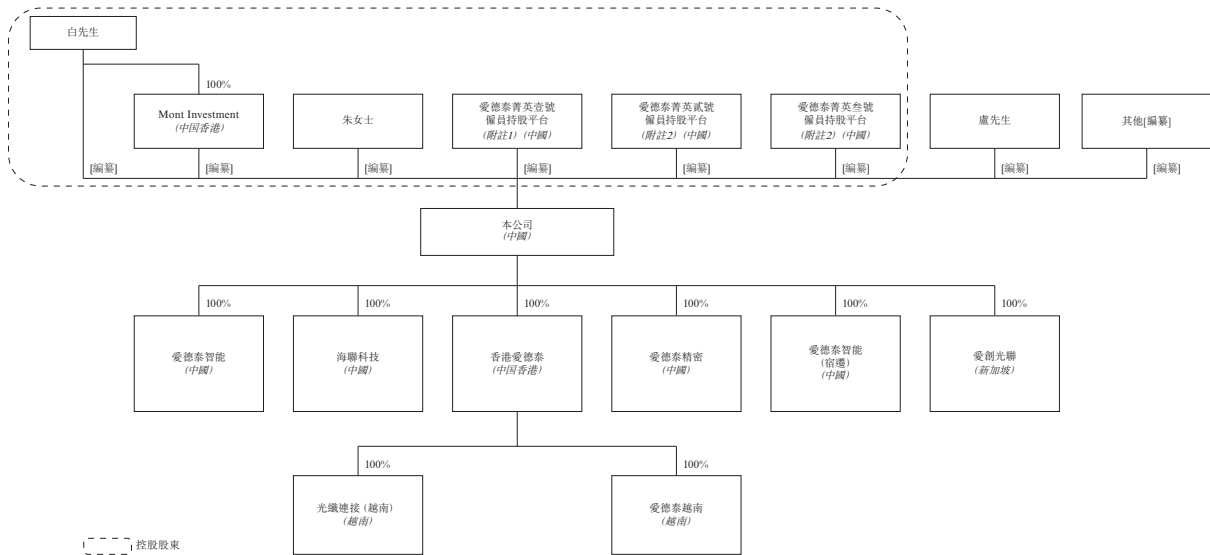 白先生
100%
Mont Investment
(中国香港)
朱女士
愛德泰菁英壹號
僱員持股平台
(附註1) (中國)
愛德泰菁英貳號
僱員持股平台
(附註2) (中國)
愛德泰菁英叁號
僱員持股平台
(附註2) (中國)
盧先生
其他[編纂]
[編纂]
[編纂]
[編纂]
[編纂]
[編纂]
[編纂]
[編纂]
[編纂]
本公司
(中國)
100%
100%
100%
100%
100%
100%
愛德泰智能
(中國)
海聯科技
(中國)
香港愛德泰
(中国香港)
愛德泰精密
(中國)
愛德泰智能
(宿遷)
(中國)
愛創光聯
(新加坡)
100%
100%
光纖連接 (越南)
(越南)
愛德泰越南
(越南)
控股股東